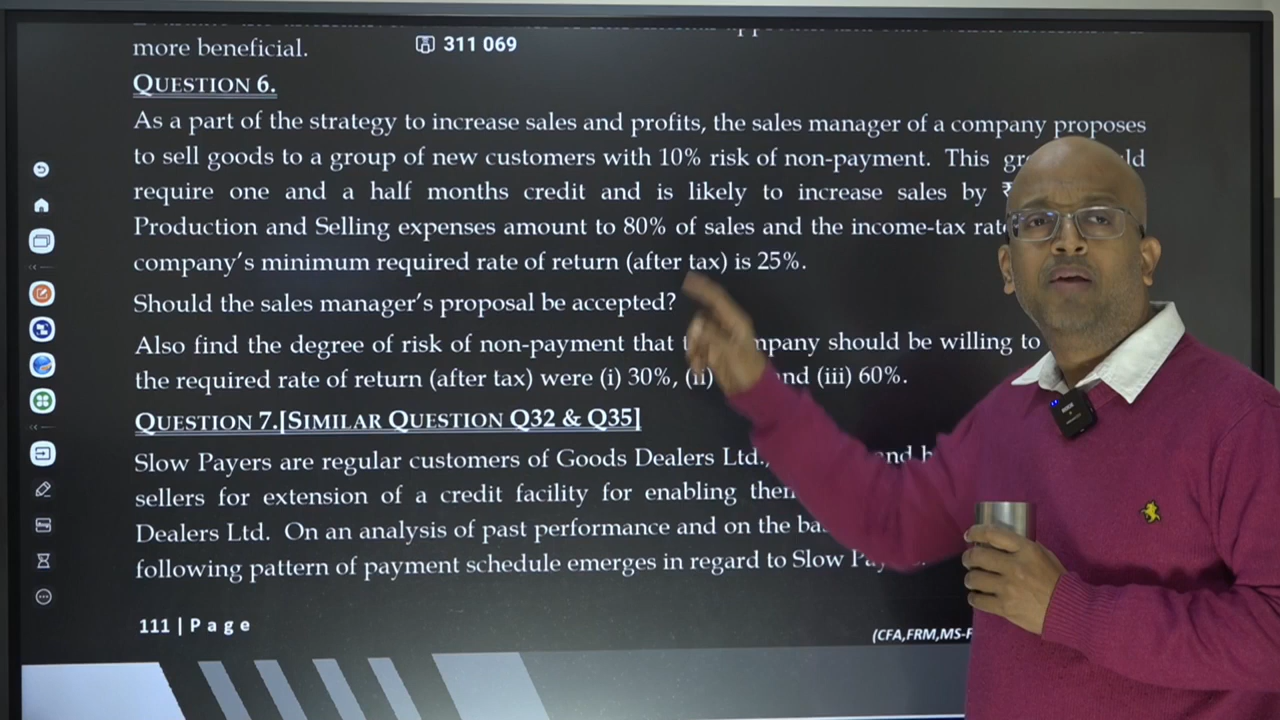 more beneficial.
311 069
QUESTION 6.
As a part of the strategy to increase sales and profits, the sales manager of a company proposes
to sell goods to a group of new customers with 10% risk of non-payment. This
require one and a half months credit and is likely to increase sales by ₹
Production and Selling expenses amount to 80% of sales and the income-tax
company's minimum required rate of return (after tax) is 25%.
Should the sales manager's proposal be accepted?
Also find the degree of risk of non-payment that should be willing to
the required rate of return (after tax) were (i) 30%, (ii) and (iii) 60%.
QUESTION 7.[SIMILAR QUESTION Q32 & Q35]
Slow Payers are regular customers of Goods Dealers Ltd.,
sellers for extension of a credit facility for enabling
Dealers Ltd. On an analysis of past performance and on the
following pattern of payment schedule emerges in regard to Slow
111 | P a g e
(CFA,FRM,MS-F